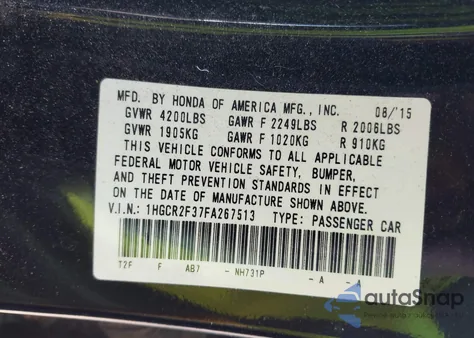 MFD. BY HONDA OF AMERICA MFG., INC. 08/'15
GVWR 4200LBS GAWR F 2249LBS R 2006LBS
GVWR 1905KG GAWR F 1020KG R 910KG
THIS VEHICLE CONFORMS TO ALL APPLICABLE
FEDERAL MOTOR VEHICLE SAFETY, BUMPER,
AND THEFT PREVENTION STANDARDS IN EFFECT
ON THE DATE OF MANUFACTURE SHOWN ABOVE.
V.I.N.: 1HGCR2F37FA267513 TYPE: PASSENGER CAR
T2F F AB7 - NH731P - A -
autoSnap